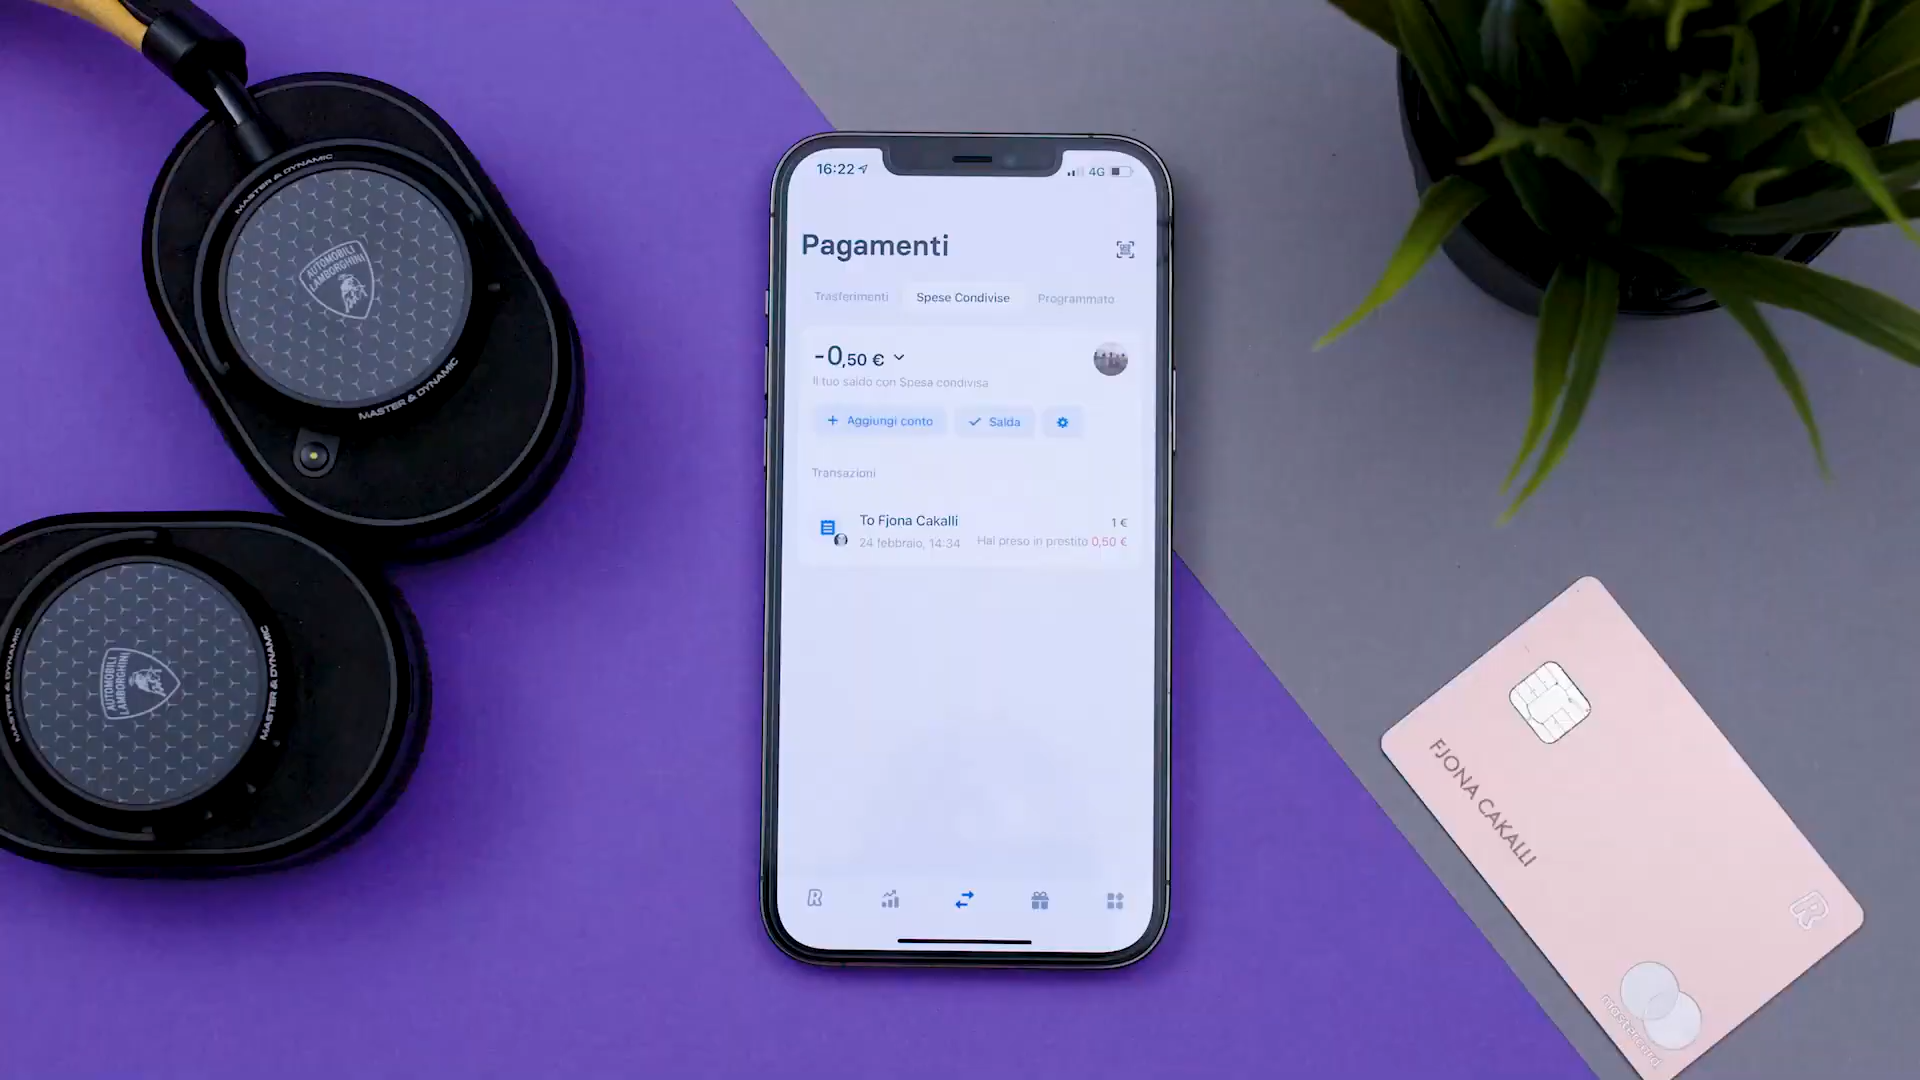 MASTER & DYNAMIC
AUTOMOBILI
LAMBORGHINI
MASTER & DYNAMIC
MASTER & DYNAMIC
AUTOMOBILI
LAMBORGHINI
MASTER & DYNAMIC
16:22
4G
Pagamenti
Trasferimenti
Spese Condivise
Programmato
-0,50 €
Il tuo saldo con Spesa condivisa
+ Aggiungi conto
Salda
Transazioni
To Fjona Cakalli
1 €
24 febbraio, 14:34
Hai preso in prestito 0,50 €
R
FJONA CAKALLI
R
mastercard